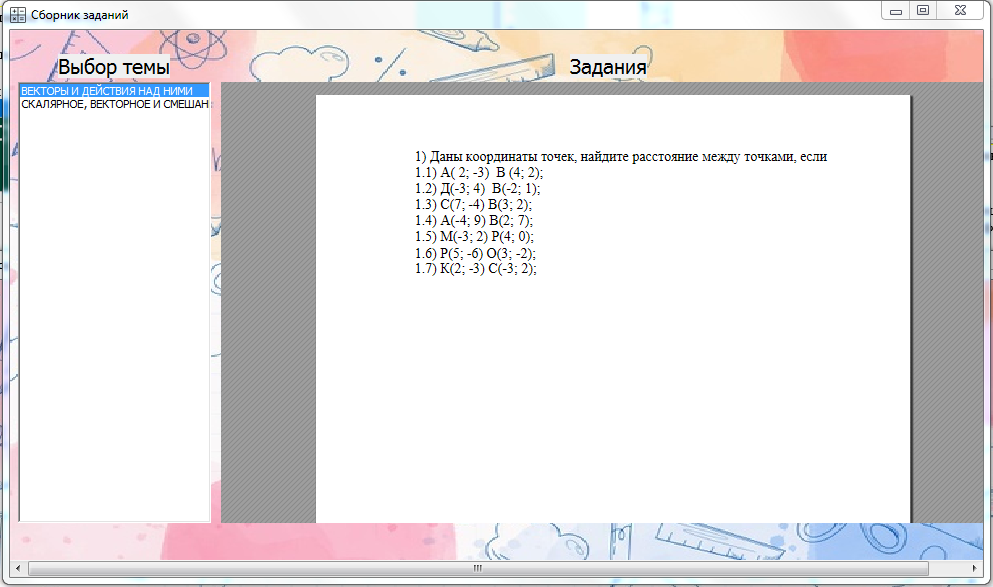 Сборник заданий
Выбор темы
Задания
ВЕКТОРЫ И ДЕЙСТВИЯ НАД НИМИ
СКАЛЯРНОЕ, ВЕКТОРНОЕ И СМЕШАН
1) Даны координаты точек, найдите расстояние между точками, если
1.1) А( 2; -3)  В (4; 2);
1.2) Д(-3; 4)  В(-2; 1);
1.3) С(7; -4) В(3; 2);
1.4) А(-4; 9) В(2; 7);
1.5) М(-3; 2) Р(4; 0);
1.6) Р(5; -6) О(3; -2);
1.7) К(2; -3) С(-3; 2);